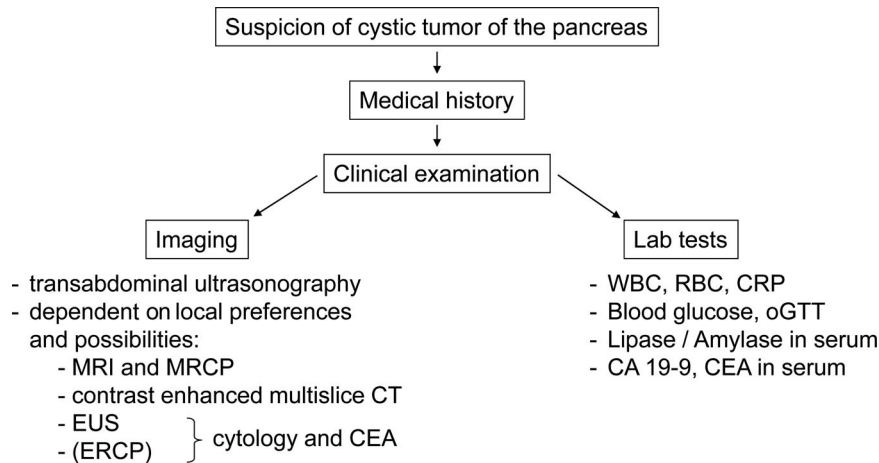 Suspicion of cystic tumor of the pancreas
Medical history
Clinical examination
Imaging
- transabdominal ultrasonography
- dependent on local preferences
and possibilities:
- MRI and MRCP
- contrast enhanced multislice CT
- EUS
- (ERCP)
cytology and CEA
Lab tests
- WBC, RBC, CRP
- Blood glucose, oGTT
- Lipase / Amylase in serum
- CA 19-9, CEA in serum